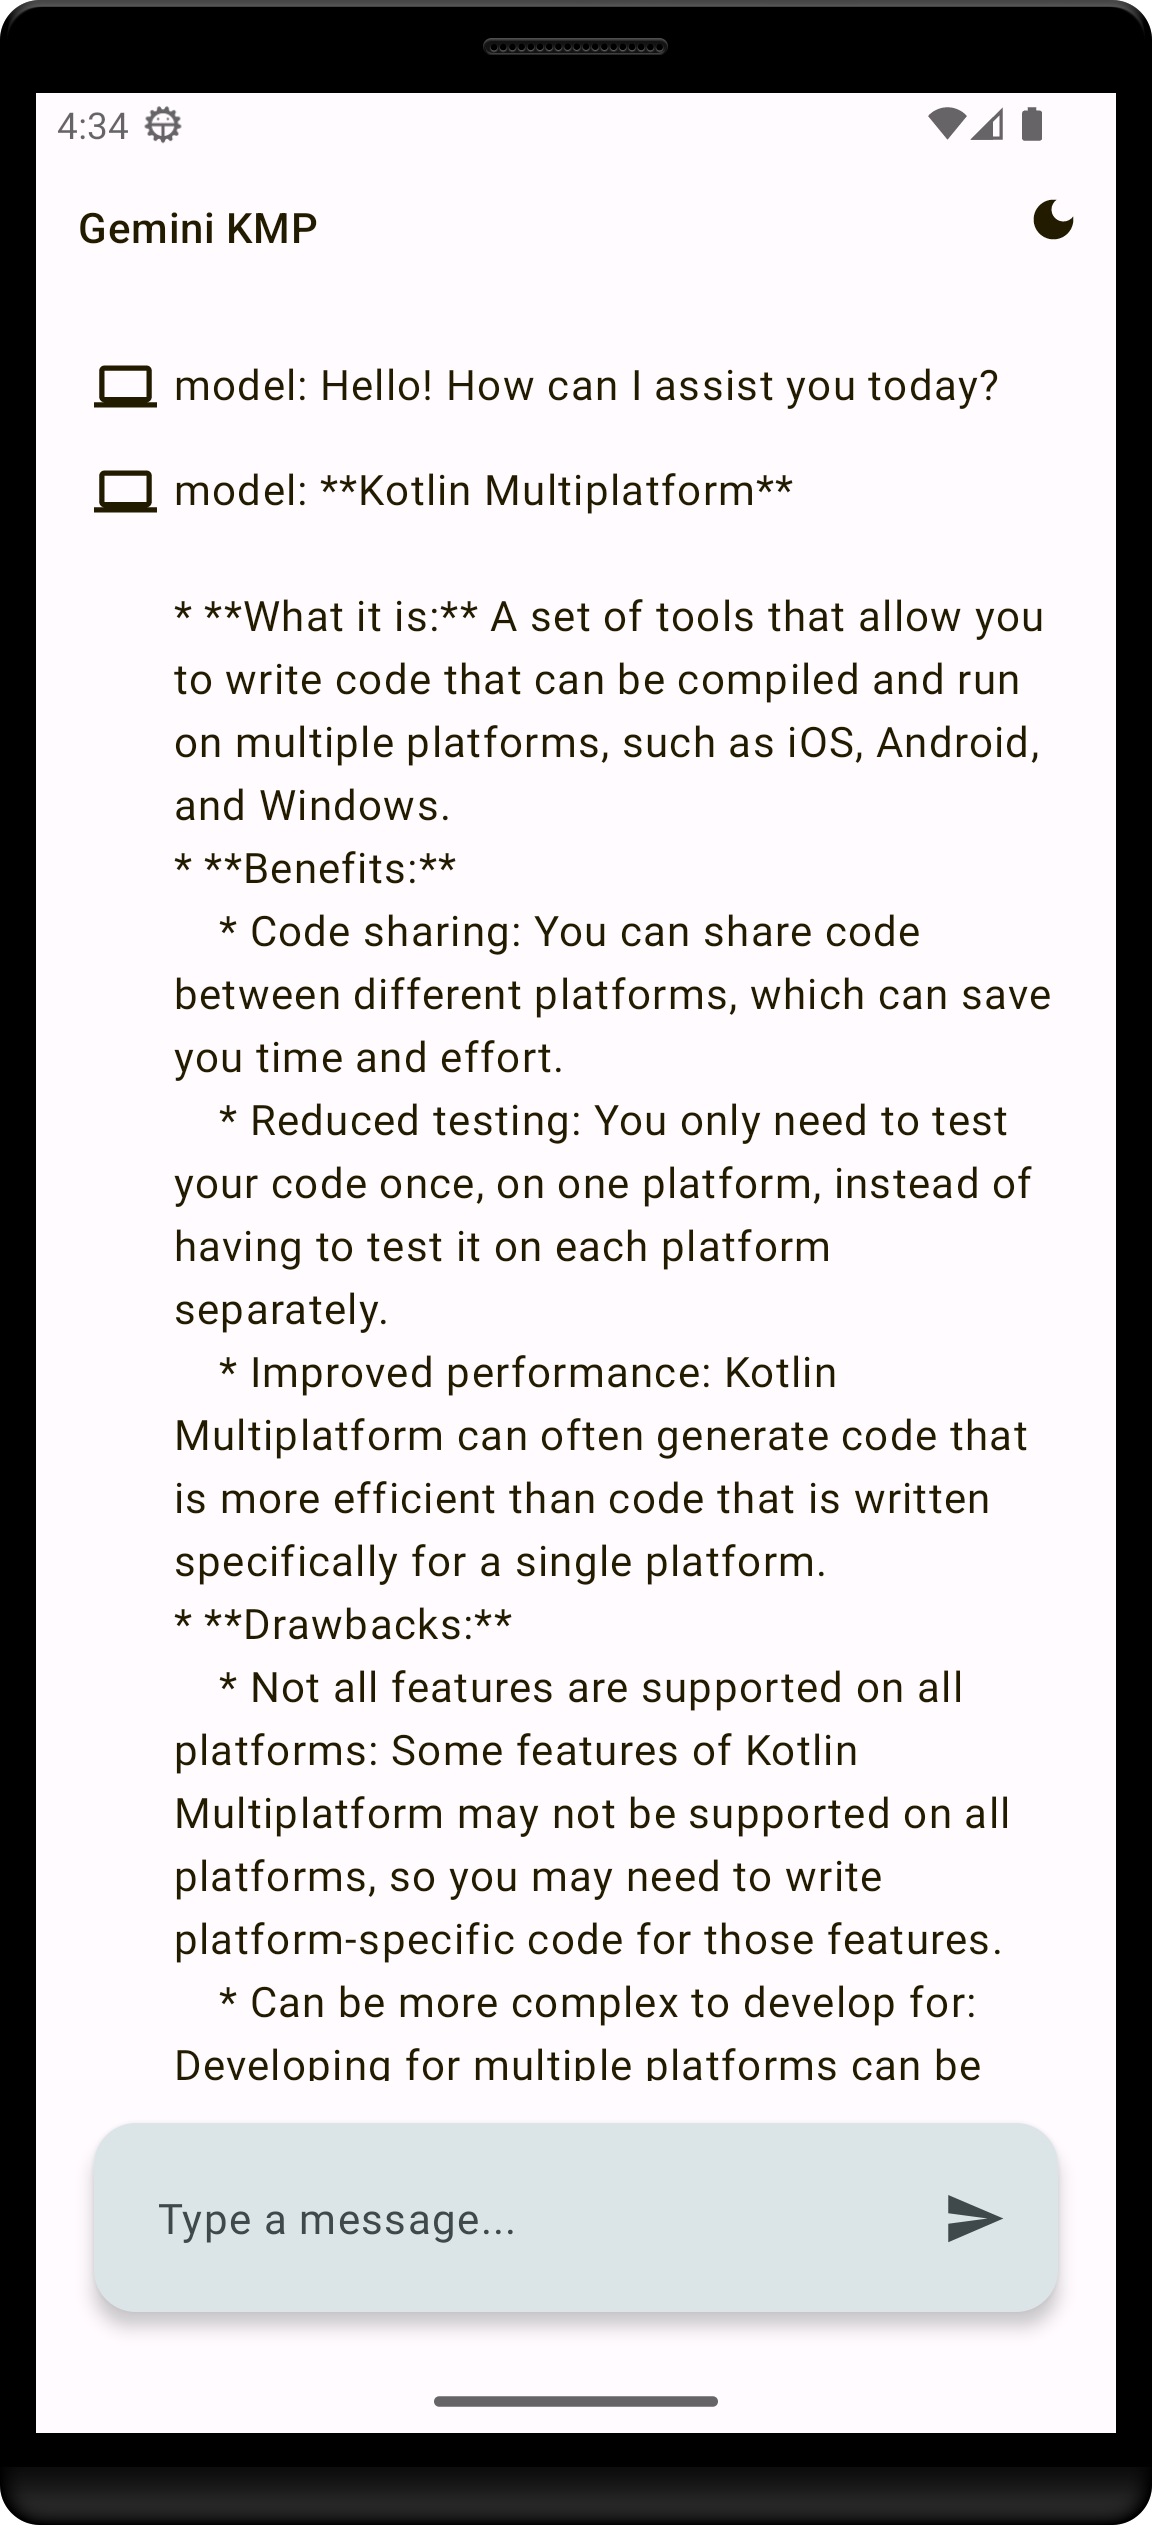 4:34
Gemini KMP
model: Hello! How can I assist you today?
model: **Kotlin Multiplatform**
* **What it is:** A set of tools that allow you
to write code that can be compiled and run
on multiple platforms, such as iOS, Android,
and Windows.
* **Benefits:**
    * Code sharing: You can share code
between different platforms, which can save
you time and effort.
    * Reduced testing: You only need to test
your code once, on one platform, instead of
having to test it on each platform
separately.
    * Improved performance: Kotlin
Multiplatform can often generate code that
is more efficient than code that is written
specifically for a single platform.
* **Drawbacks:**
    * Not all features are supported on all
platforms: Some features of Kotlin
Multiplatform may not be supported on all
platforms, so you may need to write
platform-specific code for those features.
    * Can be more complex to develop for:
Developing for multiple platforms can be
Type a message...